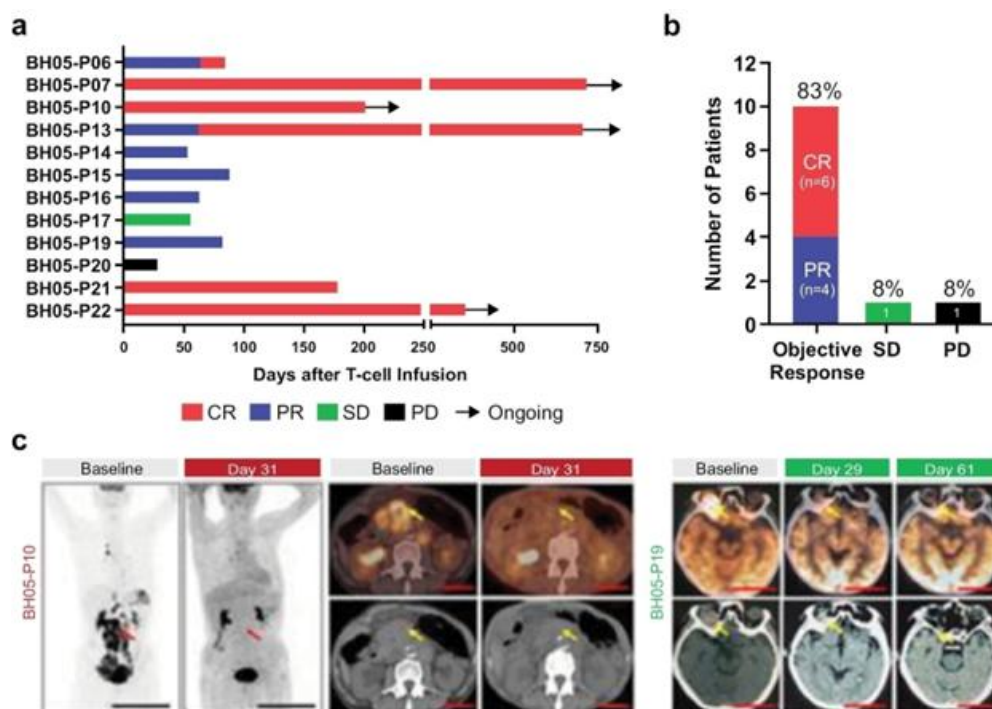 a
BH05-P06
BH05-P07
BH05-P10
BH05-P13
BH05-P14
BH05-P15
BH05-P16
BH05-P17
BH05-P19
BH05-P20
BH05-P21
BH05-P22
0 50 100 150 200 250 500 750
Days after T-cell Infusion
CR PR SD PD Ongoing
b
Number of Patients
12
10
8
6
4
2
0
83%
CR
(n=6)
PR
(n=4)
8%
1
8%
1
Objective
Response
SD
PD
c
BH05-P10
Baseline
Day 31
Baseline
Day 31
BH05-P19
Baseline
Day 29
Day 61